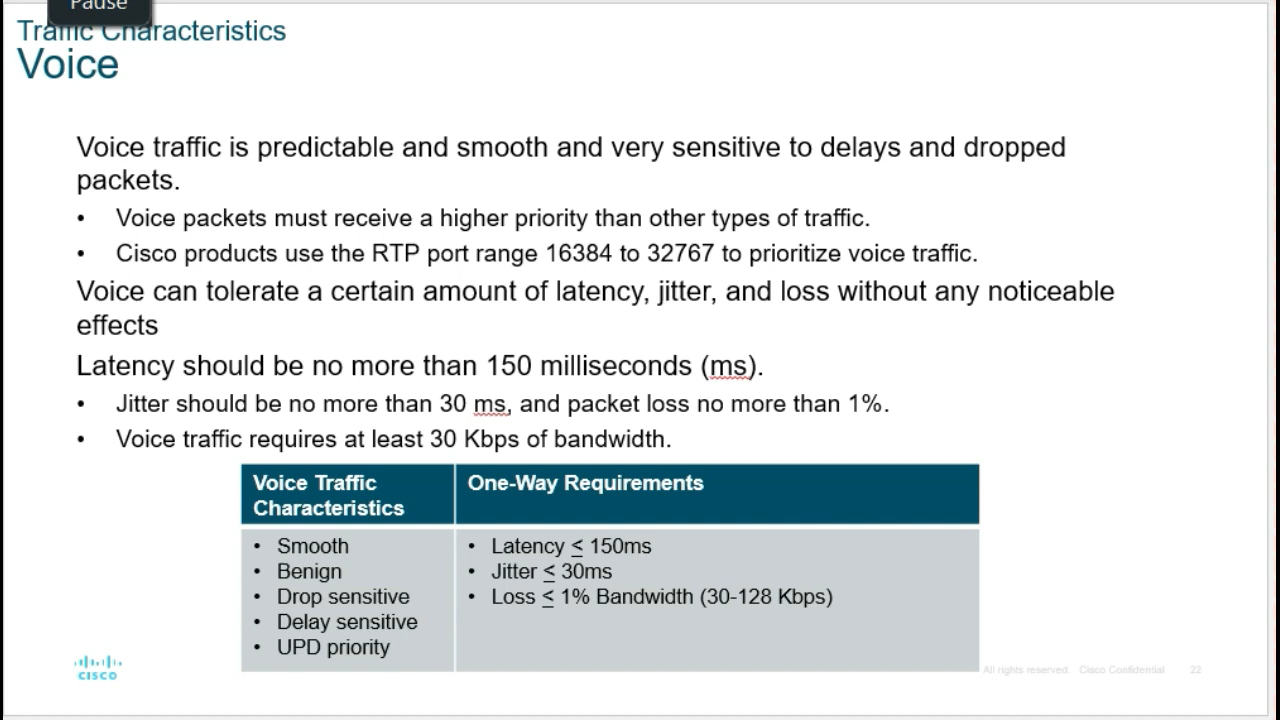 Pause
Traffic Characteristics
Voice
Voice traffic is predictable and smooth and very sensitive to delays and dropped
packets.
• Voice packets must receive a higher priority than other types of traffic.
• Cisco products use the RTP port range 16384 to 32767 to prioritize voice traffic.
Voice can tolerate a certain amount of latency, jitter, and loss without any noticeable
effects
Latency should be no more than 150 milliseconds (ms).
• Jitter should be no more than 30 ms, and packet loss no more than 1%.
• Voice traffic requires at least 30 Kbps of bandwidth.
Voice Traffic
Characteristics
One-Way Requirements
• Smooth
• Benign
• Drop sensitive
• Delay sensitive
• UPD priority
• Latency ≤ 150ms
• Jitter ≤ 30ms
• Loss ≤ 1% Bandwidth (30-128 Kbps)
CISCO
All rights reserved. Cisco Confidential 22